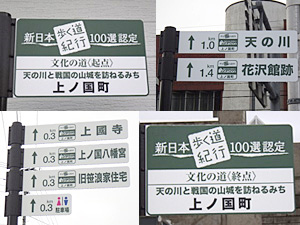 新日本 歩く道紀行 100選認定
文化の道〈起点〉
天の川と戦国の山城を訪ねるみち
上ノ国町
↑ 1.0 天の川
↑ 1.4 花沢館跡
↑ 0.3 上國寺
↑ 0.3 上ノ国八幡宮
↑ 0.3 旧笹浪家住宅
↑ 0.3 駐車場
新日本 歩く道紀行 100選認定
文化の道〈終点〉
天の川と戦国の山城を訪ねるみち
上ノ国町